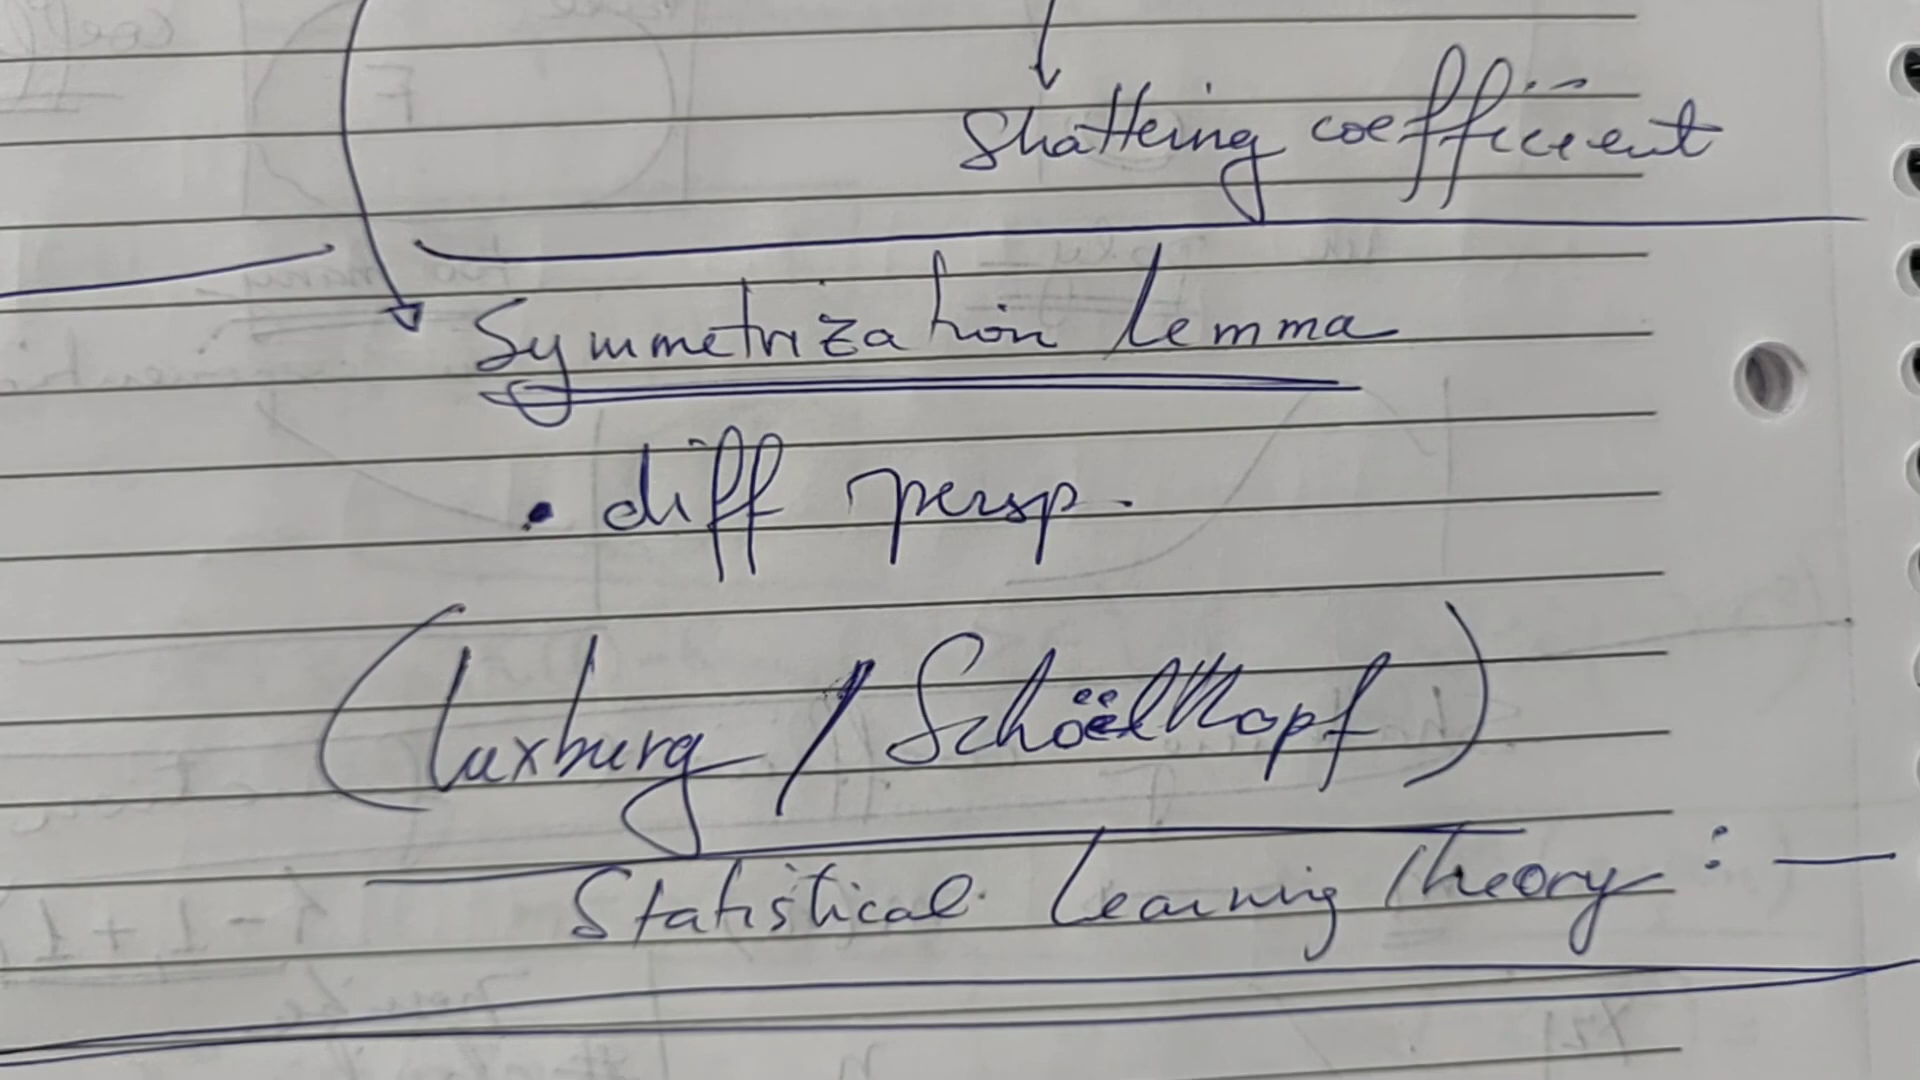 Shattering coefficient
Symmetrization lemma
• diff persp.
(Luxburg / Schöelkopf)
Statistical Learning Theory : —